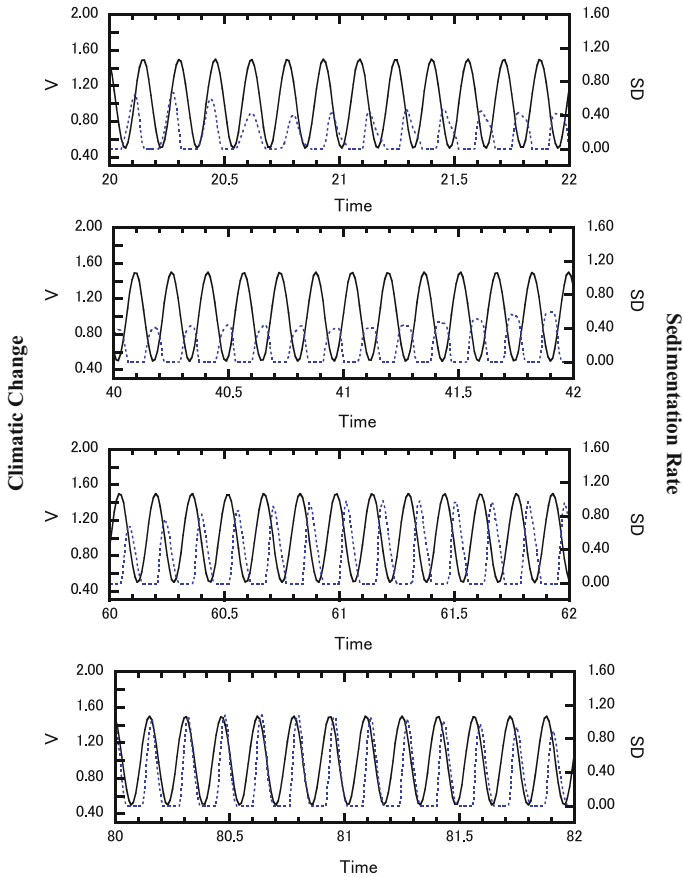 2.00 1.60
1.60 1.20
V 1.20 0.80 SD
0.80 0.40
0.40 0.00
20 20.5 21 21.5 22
Time
2.00 1.60
1.60 1.20
V 1.20 0.80 SD
0.80 0.40
0.40 0.00
40 40.5 41 41.5 42
Time
Climatic Change
Sedimentation Rate
2.00 1.60
1.60 1.20
V 1.20 0.80 SD
0.80 0.40
0.40 0.00
60 60.5 61 61.5 62
Time
2.00 1.60
1.60 1.20
V 1.20 0.80 SD
0.80 0.40
0.40 0.00
80 80.5 81 81.5 82
Time